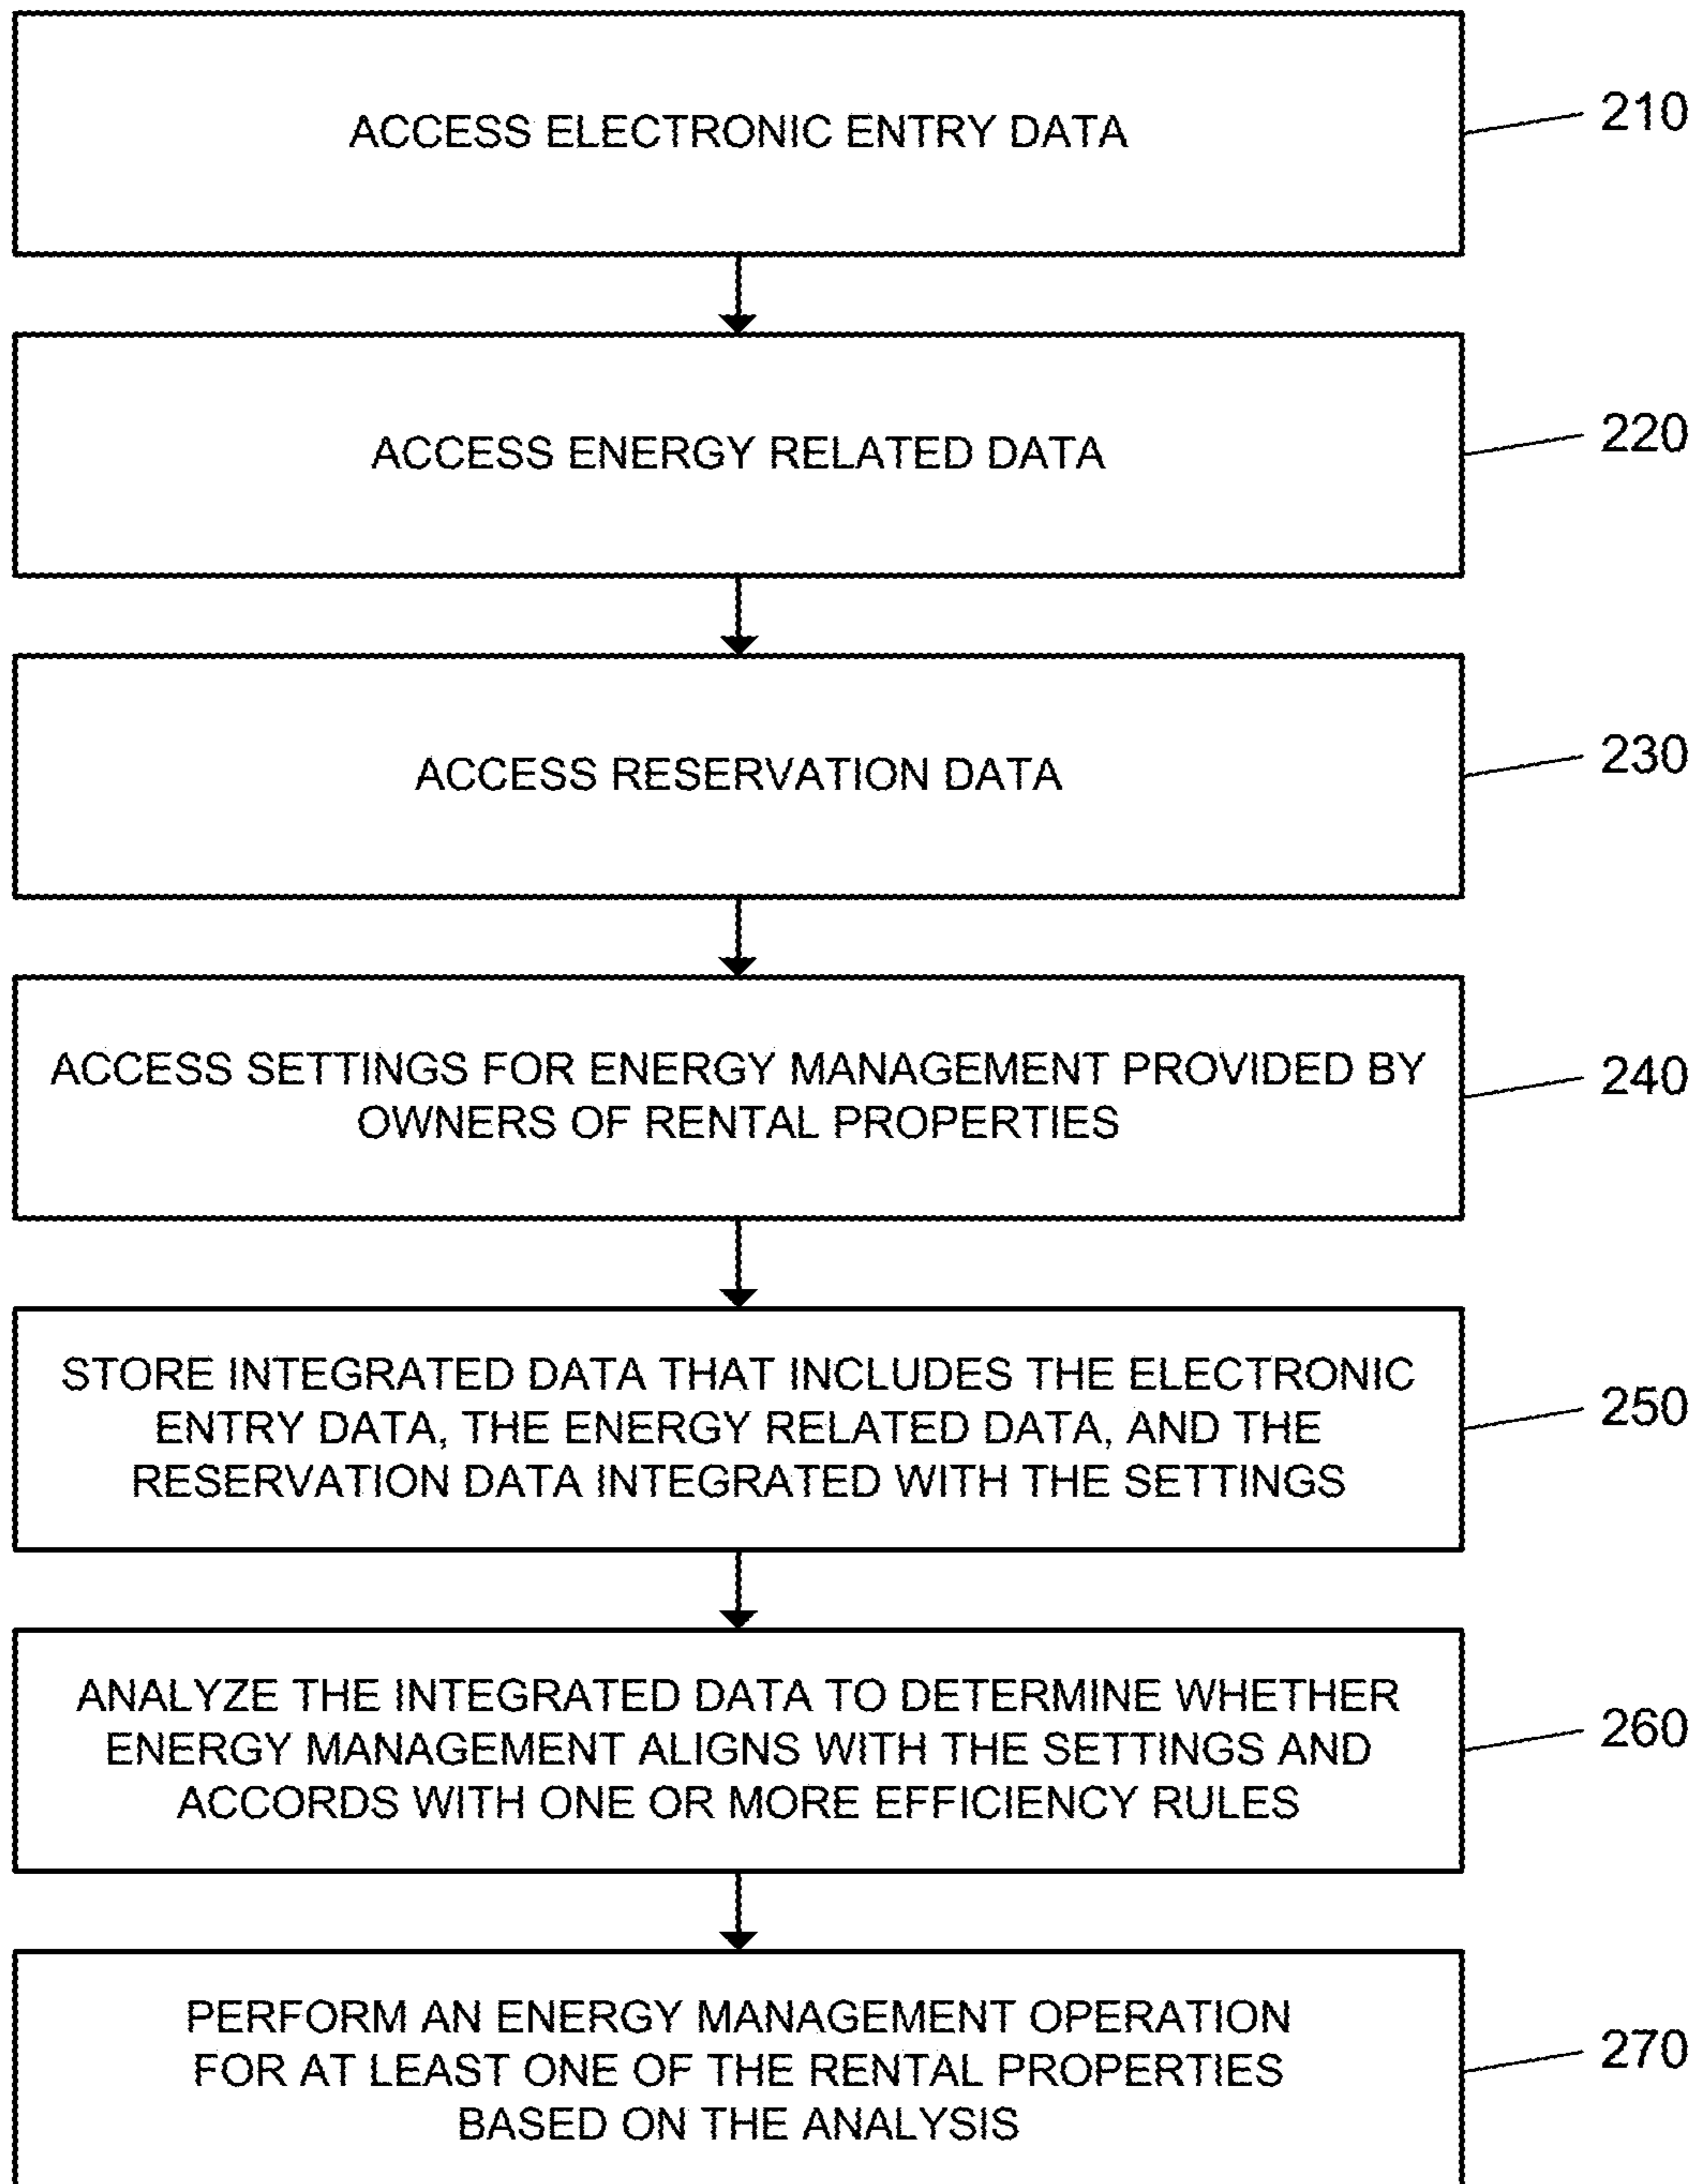 ACCESS ELECTRONIC ENTRY DATA
210
ACCESS ENERGY RELATED DATA
220
ACCESS RESERVATION DATA
230
ACCESS SETTINGS FOR ENERGY MANAGEMENT PROVIDED BY
OWNERS OF RENTAL PROPERTIES
240
STORE INTEGRATED DATA THAT INCLUDES THE ELECTRONIC
ENTRY DATA, THE ENERGY RELATED DATA, AND THE
RESERVATION DATA INTEGRATED WITH THE SETTINGS
250
ANALYZE THE INTEGRATED DATA TO DETERMINE WHETHER
ENERGY MANAGEMENT ALIGNS WITH THE SETTINGS AND
ACCORDS WITH ONE OR MORE EFFICIENCY RULES
260
PERFORM AN ENERGY MANAGEMENT OPERATION
FOR AT LEAST ONE OF THE RENTAL PROPERTIES
BASED ON THE ANALYSIS
270